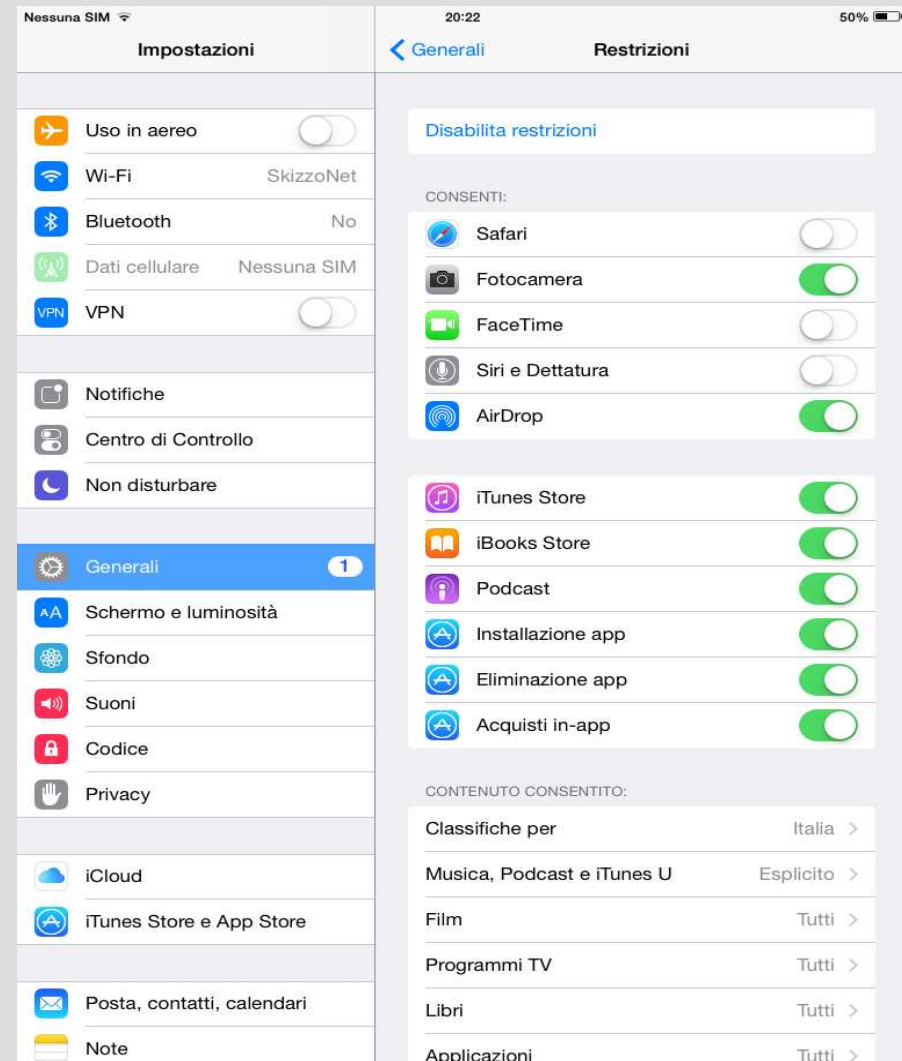 Nessuna SIM 20:22 50%
Impostazioni
Uso in aereo
Wi-Fi SkizzoNet
Bluetooth No
Dati cellulare Nessuna SIM
VPN VPN
Notifiche
Centro di Controllo
Non disturbare
Generali 1
AA Schermo e luminosità
Sfondo
Suoni
Codice
Privacy
iCloud
iTunes Store e App Store
Posta, contatti, calendari
Note
Generali Restrizioni
Disabilita restrizioni
CONSENTI:
Safari
Fotocamera
FaceTime
Siri e Dettatura
AirDrop
iTunes Store
iBooks Store
Podcast
Installazione app
Eliminazione app
Acquisti in-app
CONTENUTO CONSENTITO:
Classifiche per Italia
Musica, Podcast e iTunes U Esplicito
Film Tutti
Programmi TV Tutti
Libri Tutti
Applicazioni Tutti